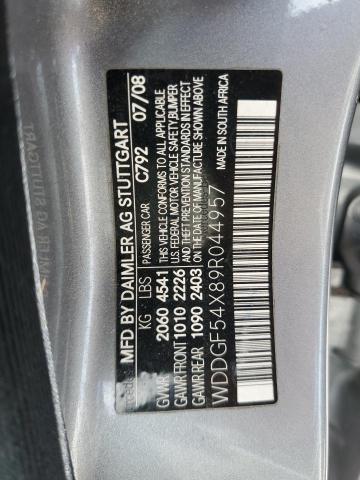 MFD BY DAIMLER AG STUTTGART
PASSENGER CAR C792 07/08
KG LBS
GVWR 2060 4541
GAWR FRONT 1010 2226
GAWR REAR 1090 2403
THIS VEHICLE CONFORMS TO ALL APPLICABLE
U.S. FEDERAL MOTOR VEHICLE SAFETY, BUMPER
AND THEFT PREVENTION STANDARDS IN EFFECT
ON THE DATE OF MANUFACTURE SHOWN ABOVE
MADE IN SOUTH AFRICA
WDDGF54X89R044957